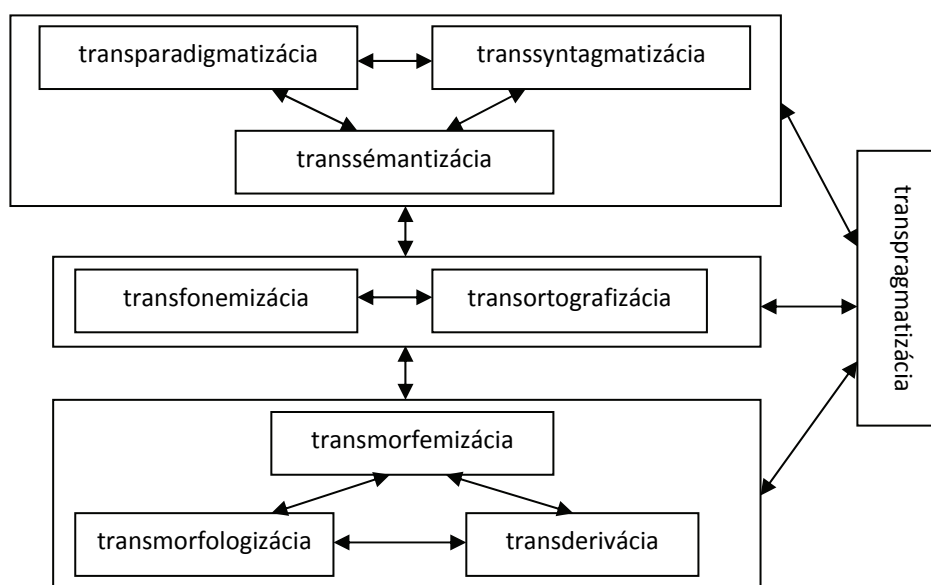 transparadigmatizácia
transsyntagmatizácia
transsémantizácia
transpragmatizácia
transfonemizácia
transortografizácia
transmorfemizácia
transmorfologizácia
transderivácia